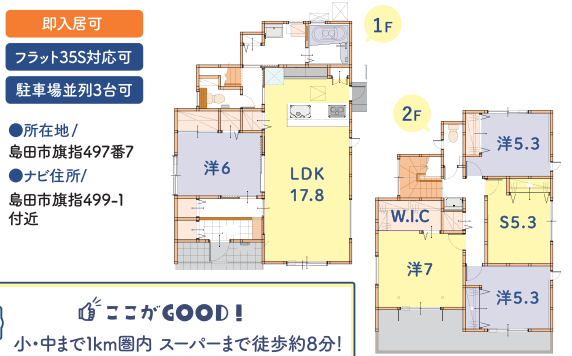 即入居可
フラット35S対応可
駐車場並列3台可
●所在地/
島田市旗指497番7
●ナビ住所/
島田市旗指499-1
付近
1F
洋6
LDK
17.8
2F
洋5.3
W.I.C
S5.3
洋7
洋5.3
ここがGOOD!
小・中まで1km圏内 スーパーまで徒歩約8分!